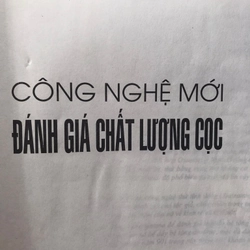 CÔNG NGHỆ MỚI
ĐÁNH GIÁ CHẤT LƯỢNG CỌC